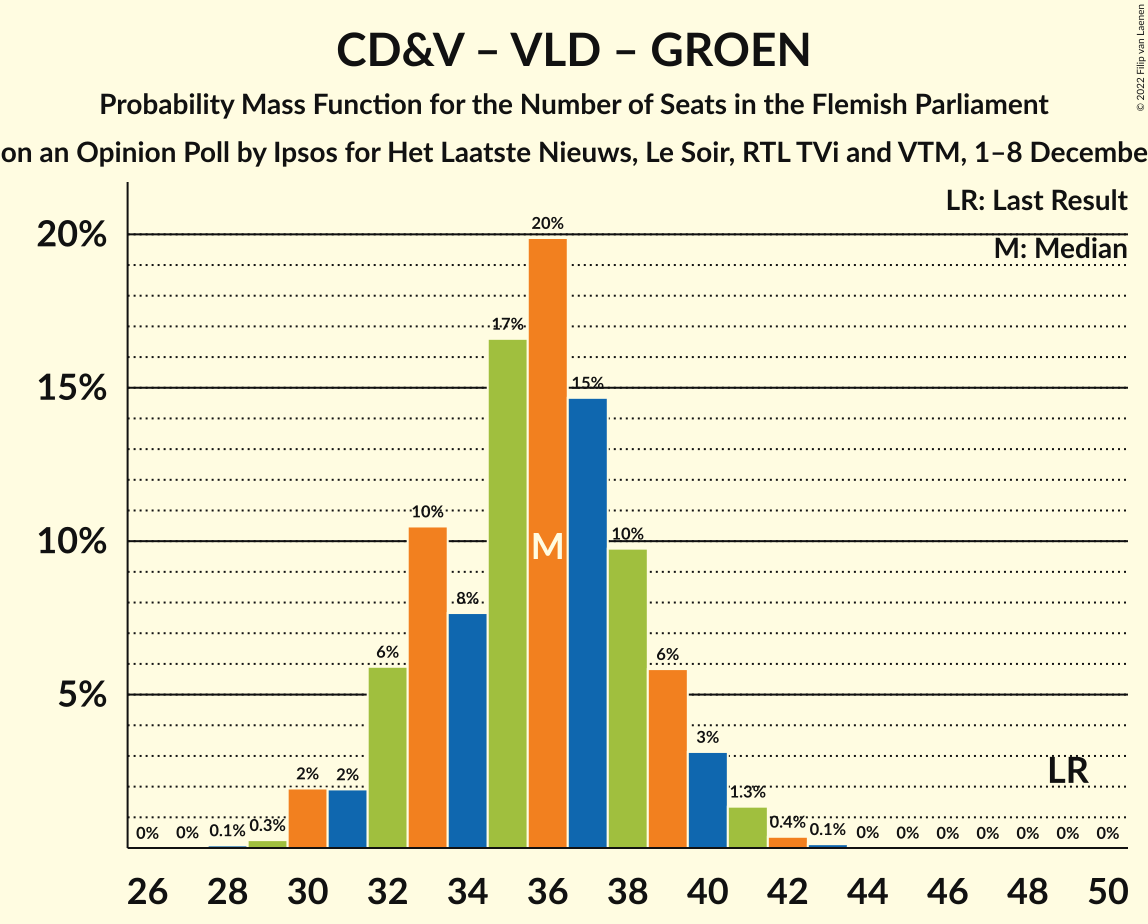 CD&V – VLD – GROEN
Probability Mass Function for the Number of Seats in the Flemish Parliament
on an Opinion Poll by Ipsos for Het Laatste Nieuws, Le Soir, RTL TVi and VTM, 1–8 Decembe
© 2022 Filip van Laenen
LR: Last Result
M: Median
20%
15%
10%
5%
0% 0% 0.1% 0.3% 2% 2% 6% 10% 8% 17% 20% 15% 10% 6% 3% 1.3% 0.4% 0.1% 0% 0% 0% 0% 0% 0% 0%
M
LR
26 28 30 32 34 36 38 40 42 44 46 48 50